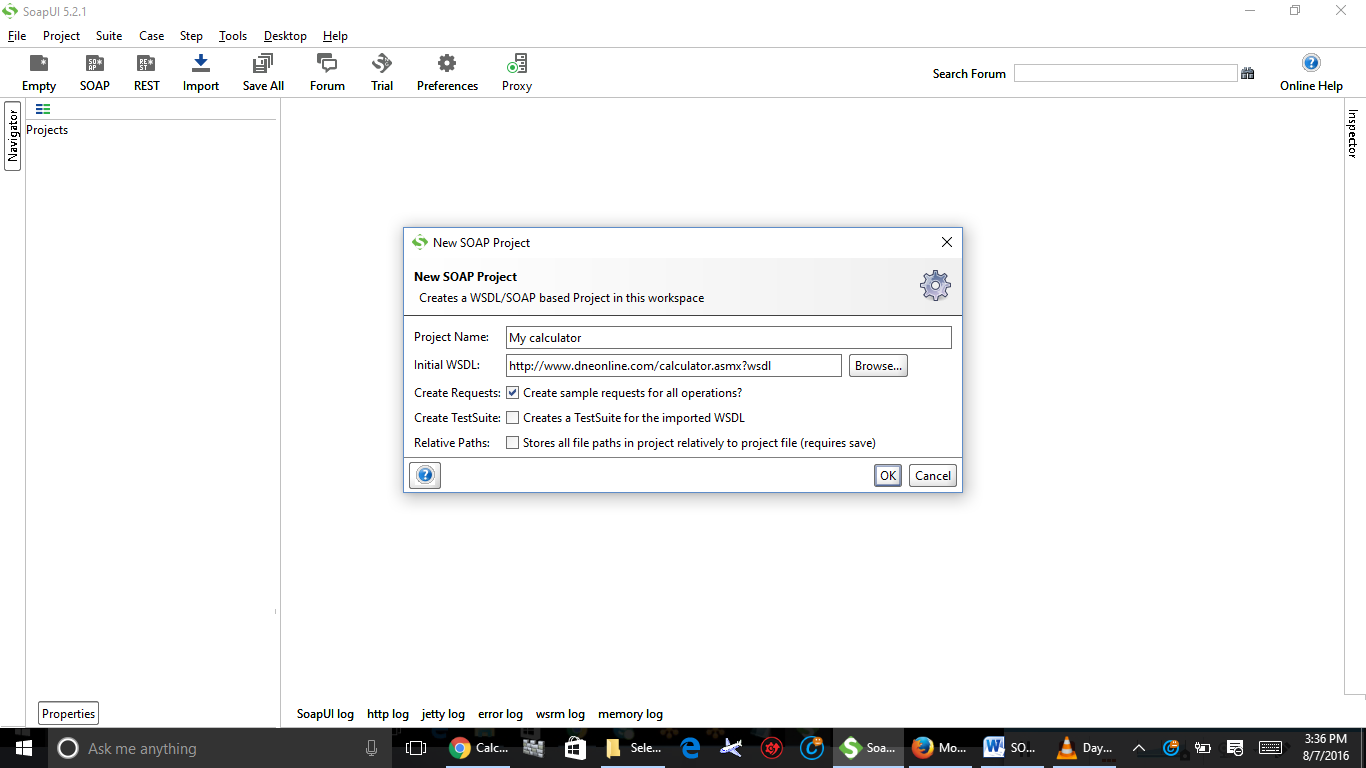 SoapUI 5.2.1
File Project Suite Case Step Tools Desktop Help
Empty SOAP REST Import Save All Forum Trial Preferences Proxy Search Forum Online Help
Navigator
Projects
Inspector
New SOAP Project
New SOAP Project
Creates a WSDL/SOAP based Project in this workspace
Project Name: My calculator
Initial WSDL: http://www.dneonline.com/calculator.asmx?wsdl Browse...
Create Requests: Create sample requests for all operations?
Create TestSuite: Creates a TestSuite for the imported WSDL
Relative Paths: Stores all file paths in project relatively to project file (requires save)
OK Cancel
Properties SoapUI log http log jetty log error log wsrm log memory log
Ask me anything Calc... Sele... Soa... Mo... SO... Day... 3:36 PM
8/7/2016